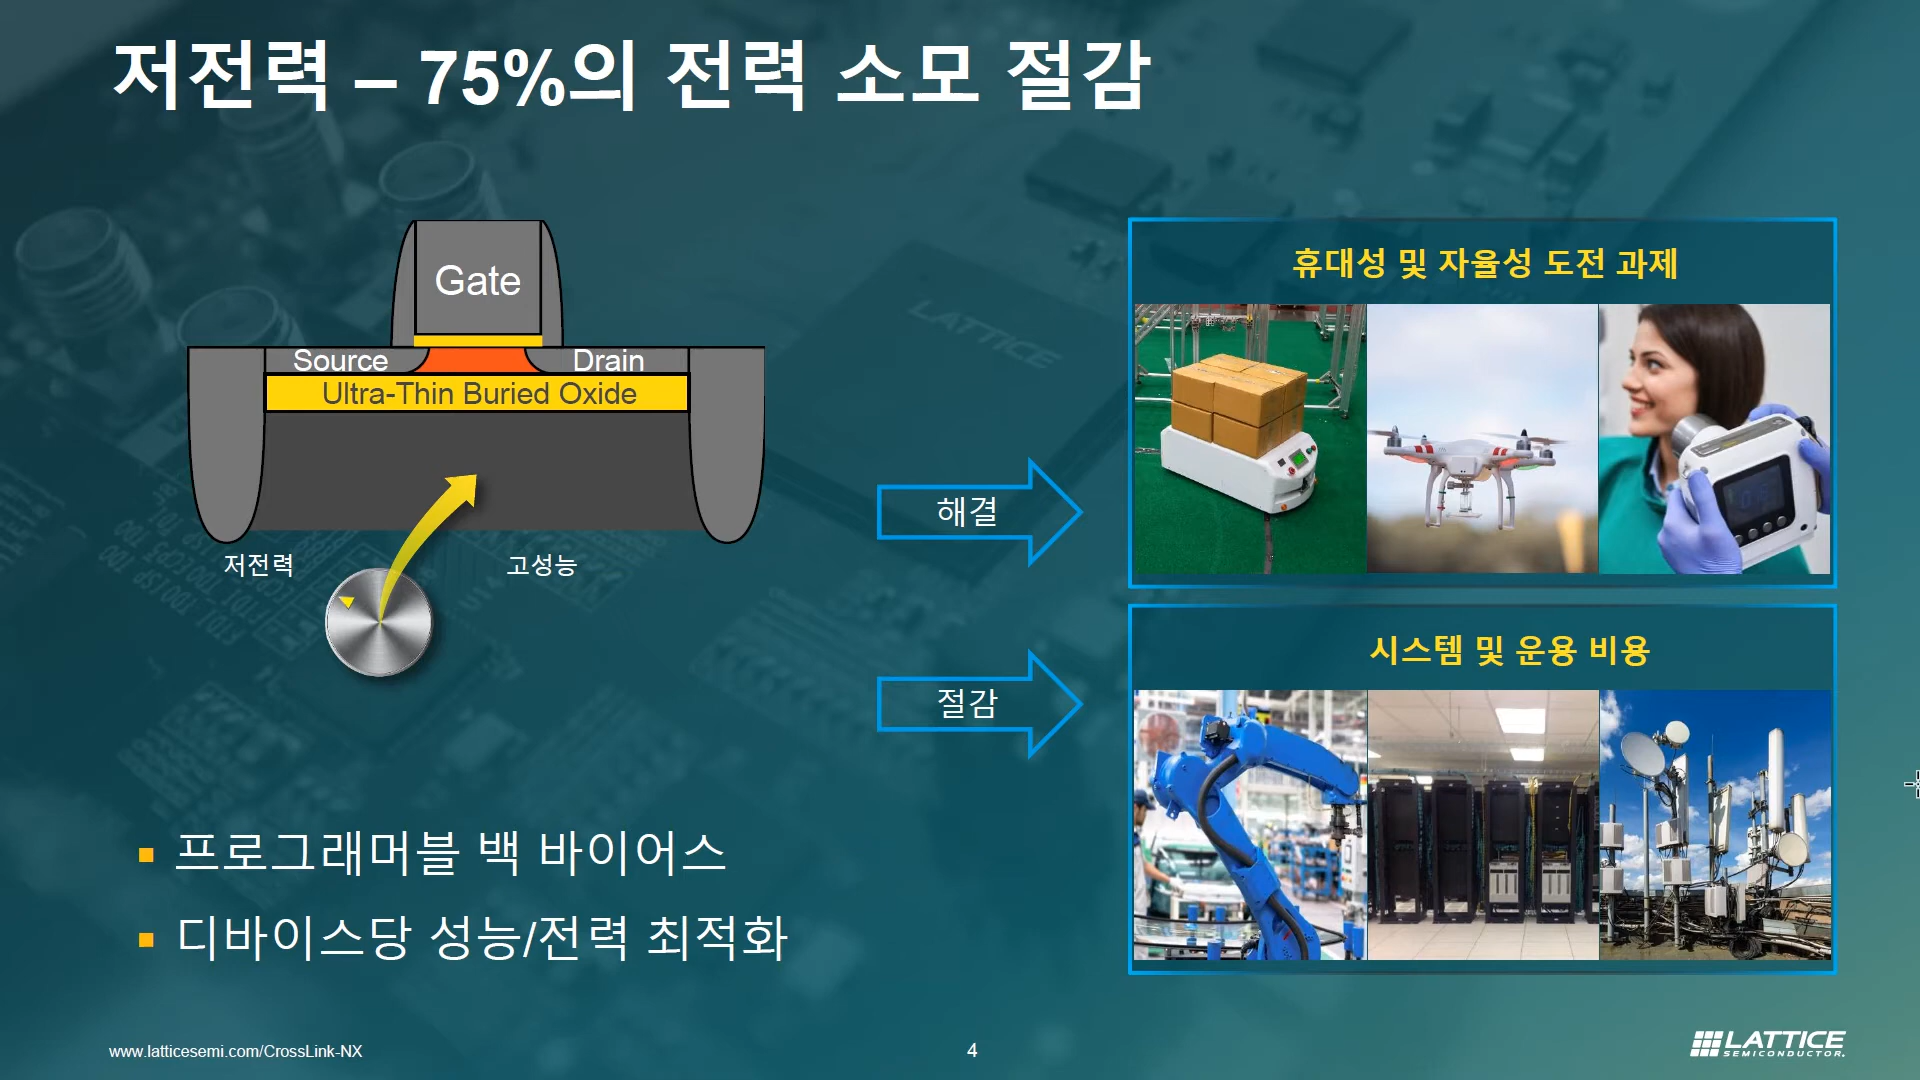 저전력 – 75%의 전력 소모 절감
Gate
Source
Drain
Ultra-Thin Buried Oxide
저전력
고성능
프로그래머블 백 바이어스
디바이스당 성능/전력 최적화
해결
절감
휴대성 및 자율성 도전 과제
시스템 및 운용 비용
LATTICE
www.latticesemi.com/CrossLink-NX
4
LATTICE
SEMICONDUCTOR.